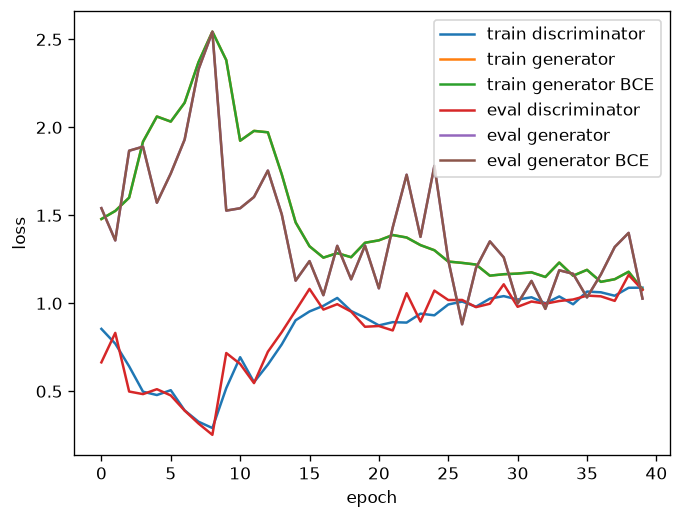 train discriminator
train generator
train generator BCE
eval discriminator
eval generator
eval generator BCE
2.5
2.0
1.5
1.0
0.5
loss
0 5 10 15 20 25 30 35 40
epoch